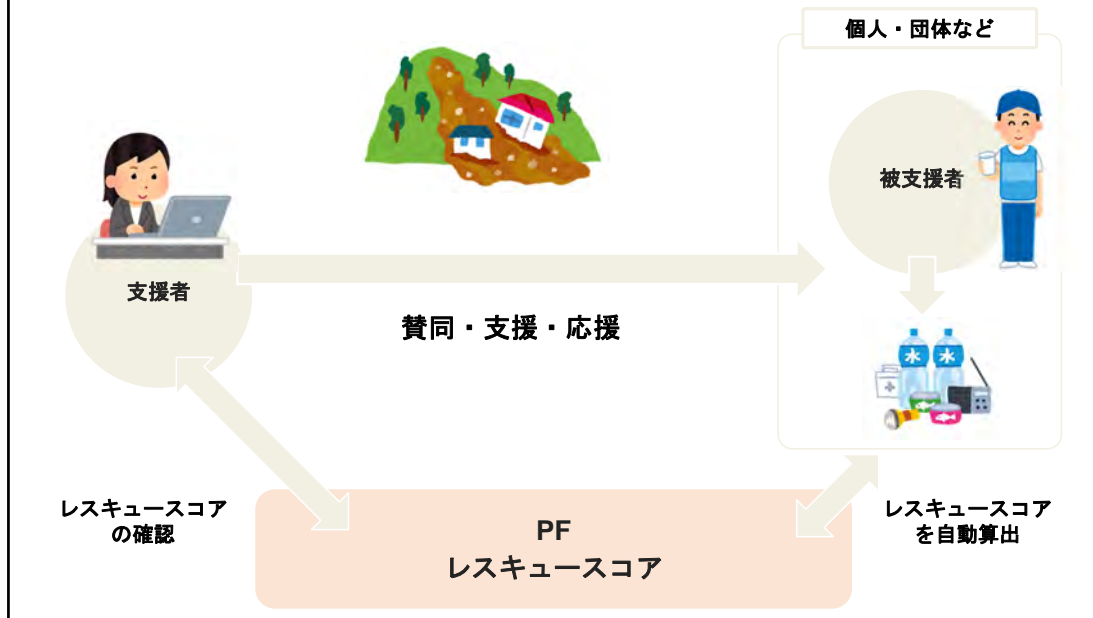 個人・団体など
被支援者
支援者
賛同・支援・応援
水 水
レスキュースコア
の確認
PF
レスキュースコア
レスキュースコア
を自動算出